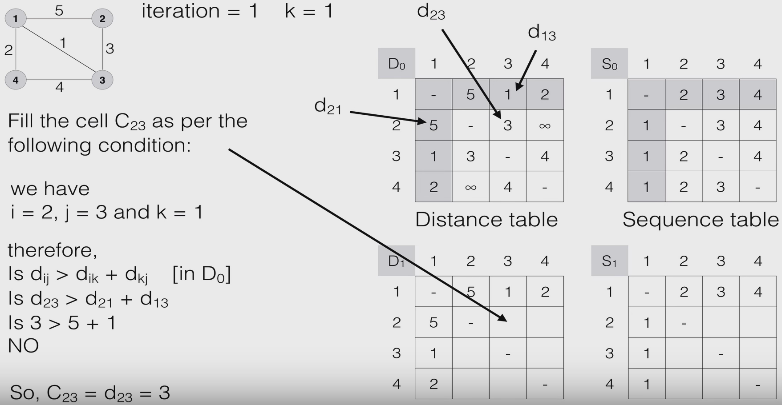 iteration = 1 k = 1
1 5 2
2 1 3
4 4 3
d23
d13
d21
Fill the cell C23 as per the
following condition:
we have
i = 2, j = 3 and k = 1
therefore,
Is dij > dik + dkj [in D0]
Is d23 > d21 + d13
Is 3 > 5 + 1
NO
So, C23 = d23 = 3
D0 1 2 3 4
1 - 5 1 2
2 5 - 3 ∞
3 1 3 - 4
4 2 ∞ 4 -
Distance table
S0 1 2 3 4
1 - 2 3 4
2 1 - 3 4
3 1 2 - 4
4 1 2 3 -
Sequence table
D1 1 2 3 4
1 - 5 1 2
2 5 -
3 1 -
4 2 -
S1 1 2 3 4
1 - 2 3 4
2 1 -
3 1 -
4 1 -